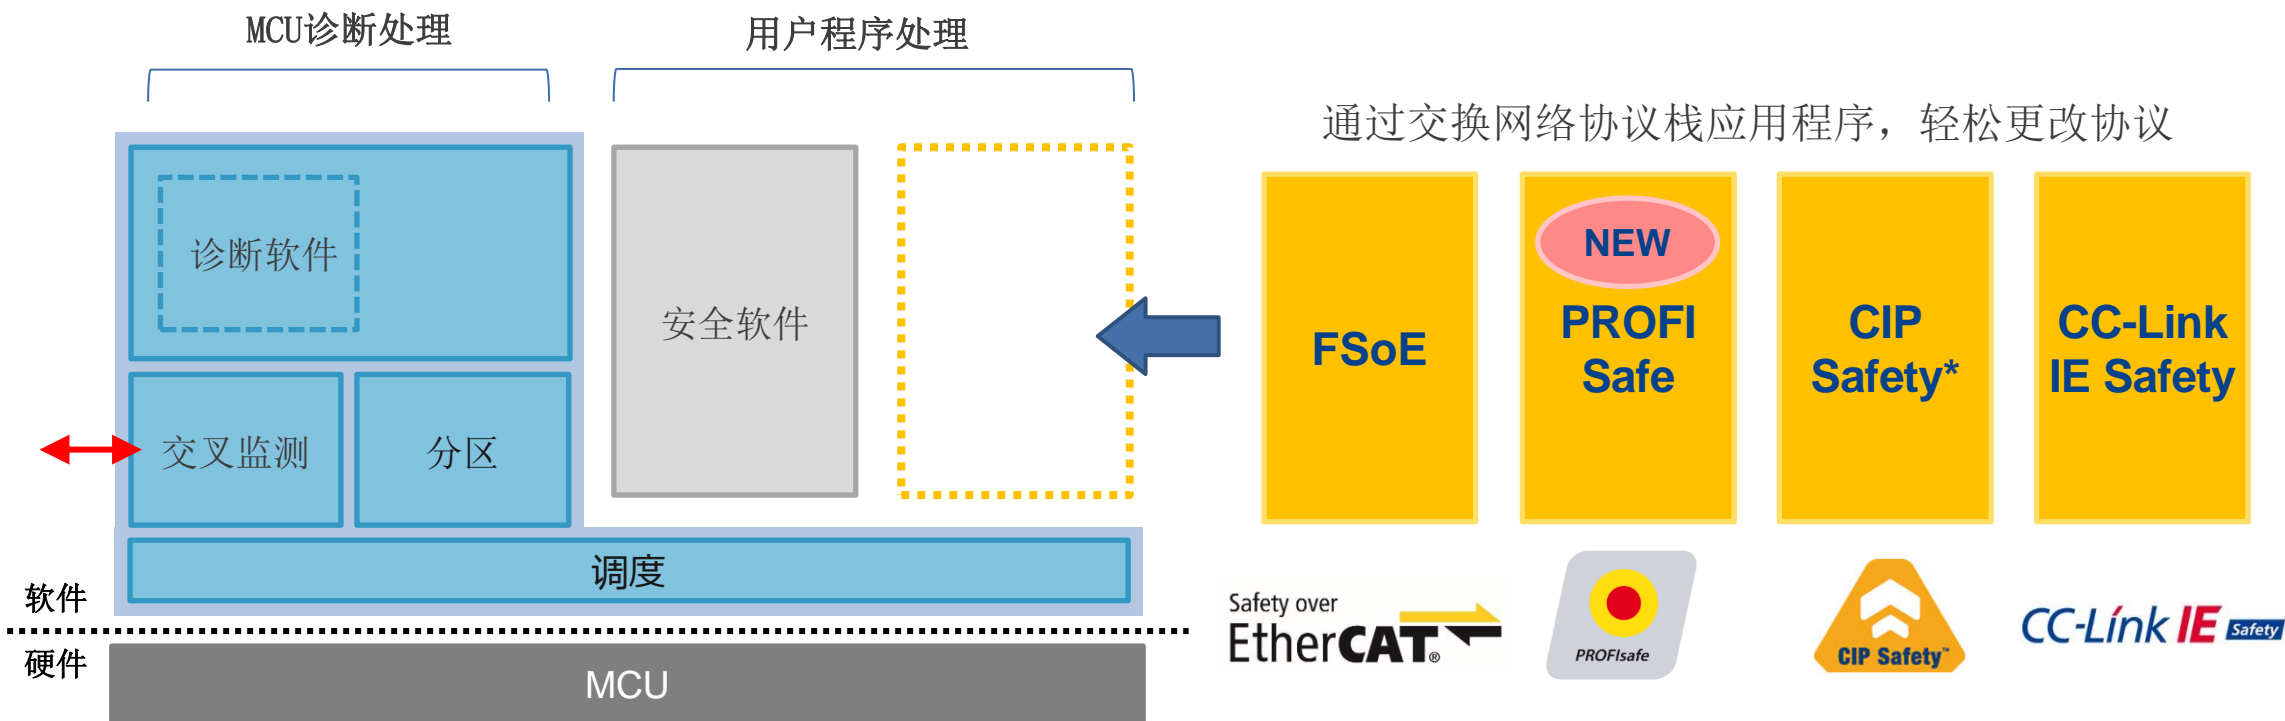 MCU诊断处理
用户程序处理
通过交换网络协议栈应用程序，轻松更改协议
诊断软件
安全软件
交叉监测
分区
调度
软件
硬件
MCU
FSoE
NEW
PROFI
Safe
CIP
Safety*
CC-Link
IE Safety
Safety over
EtherCAT®
PROFIsafe
CIP Safety™
CC-Link IE Safety